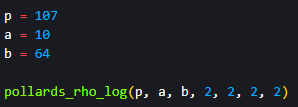 p = 107
a = 10
b = 64
pollards_rho_log(p, a, b, 2, 2, 2, 2)